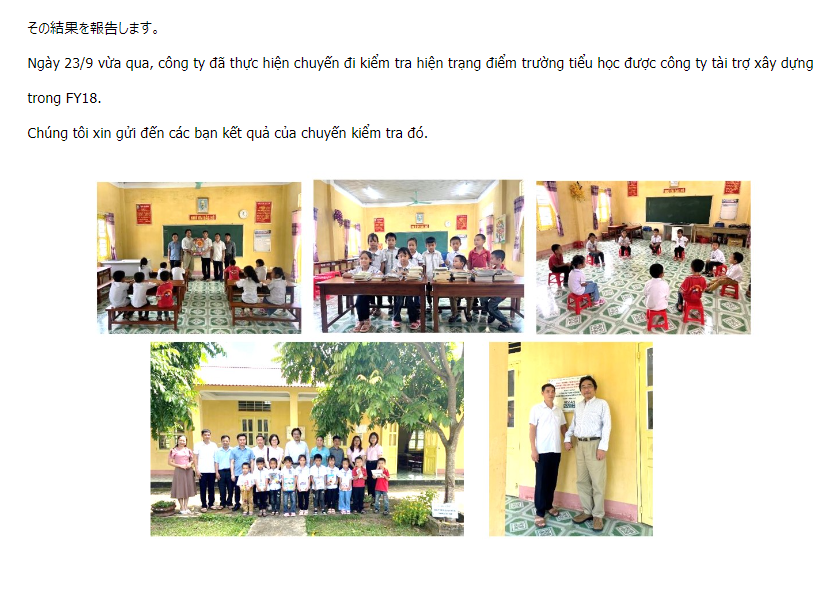 その結果を報告します。
Ngày 23/9 vừa qua, công ty đã thực hiện chuyến đi kiểm tra hiện trạng điểm trường tiểu học được công ty tài trợ xây dựng
trong FY18.
Chúng tôi xin gửi đến các bạn kết quả của chuyến kiểm tra đó.